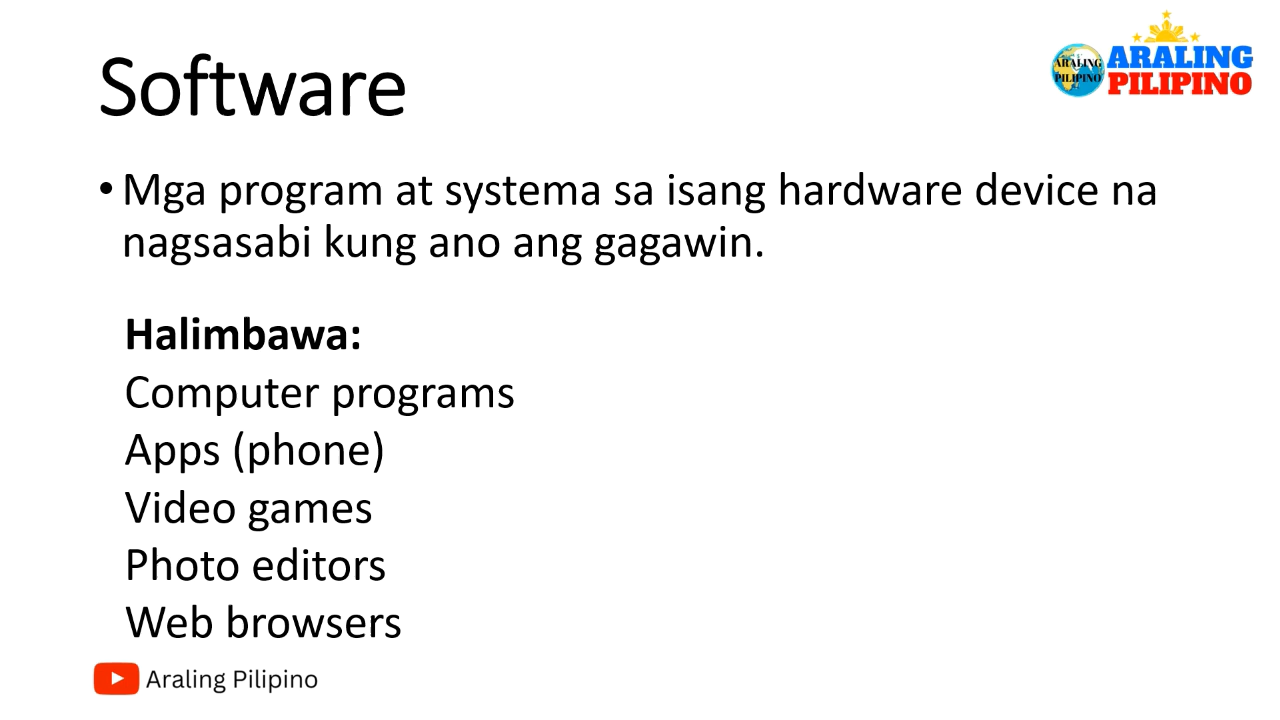 Software
ARALING
PILIPINO
ARALING
PILIPINO
• Mga program at systema sa isang hardware device na
nagsasabi kung ano ang gagawin.
Halimbawa:
Computer programs
Apps (phone)
Video games
Photo editors
Web browsers
Araling Pilipino